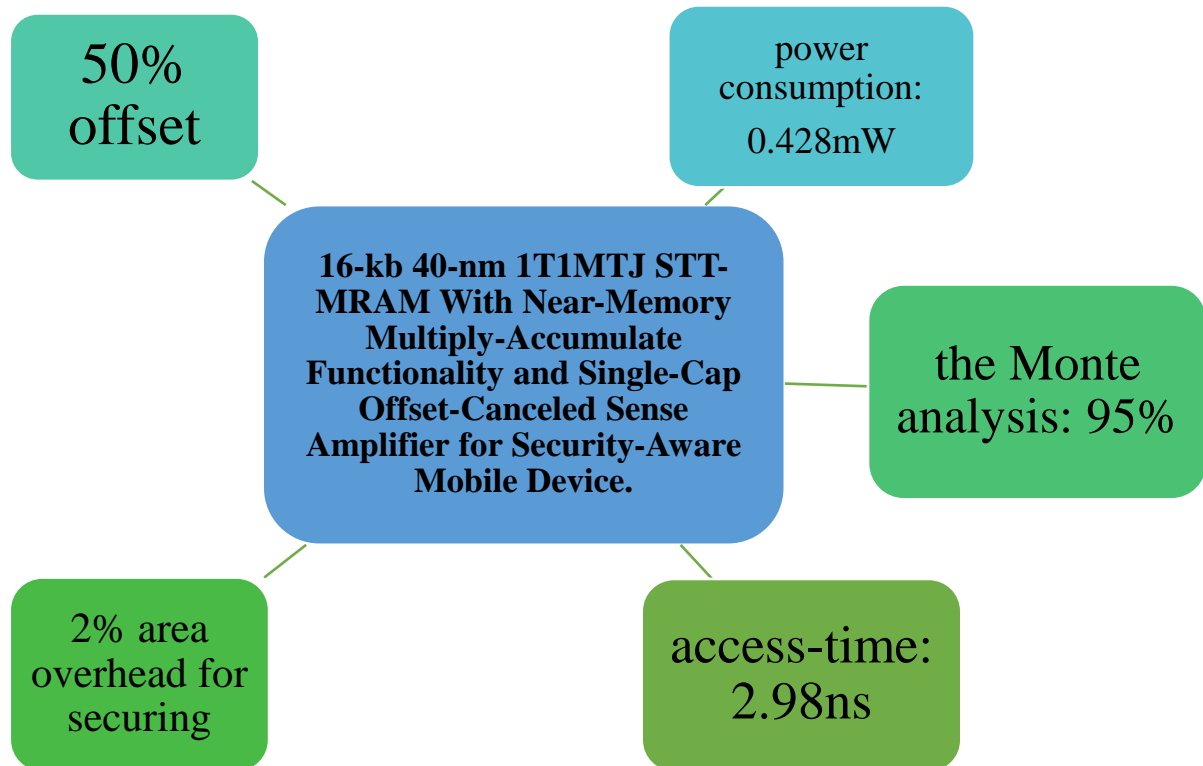 50%
offset
power
consumption:
0.428mW
16-kb 40-nm 1T1MTJ STT-
MRAM With Near-Memory
Multiply-Accumulate
Functionality and Single-Cap
Offset-Canceled Sense
Amplifier for Security-Aware
Mobile Device.
the Monte
analysis: 95%
2% area
overhead for
securing
access-time:
2.98ns